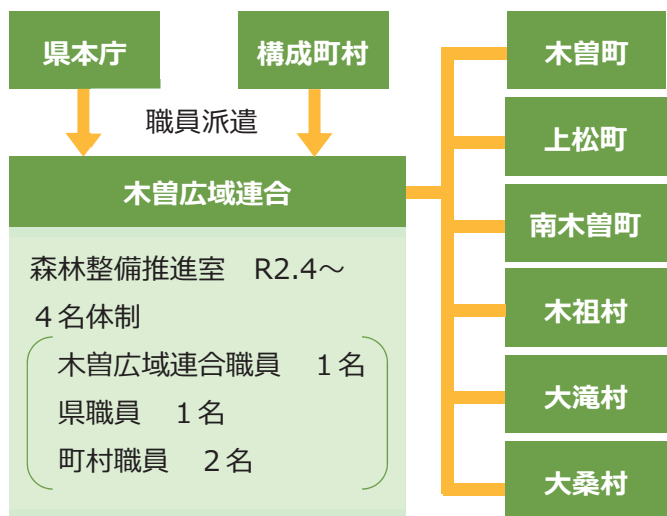 県本庁
構成町村
職員派遣
木曽広域連合
森林整備推進室 R2.4～
４名体制
木曽広域連合職員 １名
県職員 １名
町村職員 ２名
木曽町
上松町
南木曽町
木祖村
大滝村
大桑村